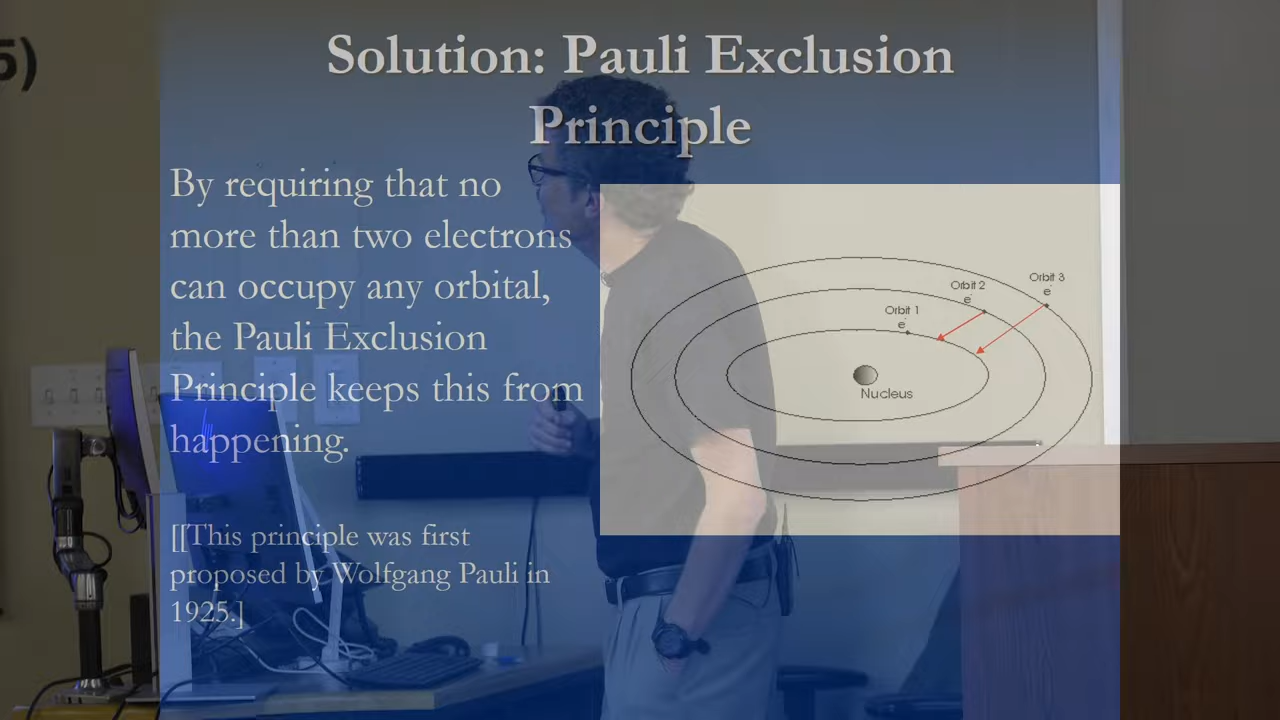 5)
Solution: Pauli Exclusion
Principle
By requiring that no
more than two electrons
can occupy any orbital,
the Pauli Exclusion
Principle keeps this from
happening.
[[This principle was first
proposed by Wolfgang Pauli in
1925.]
Orbit 3
e-
Orbit 2
e-
Orbit 1
e-
Nucleus